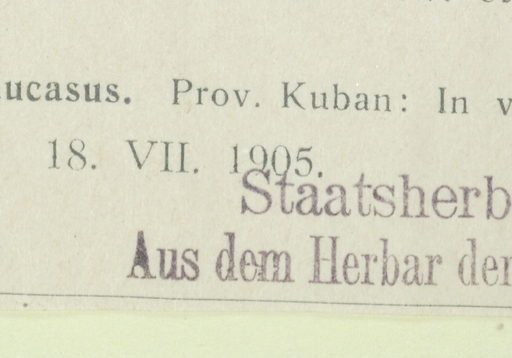 ucasus. Prov. Kuban: In v
18. VII. 1905.
Staatsherb
Aus dem Herbar der